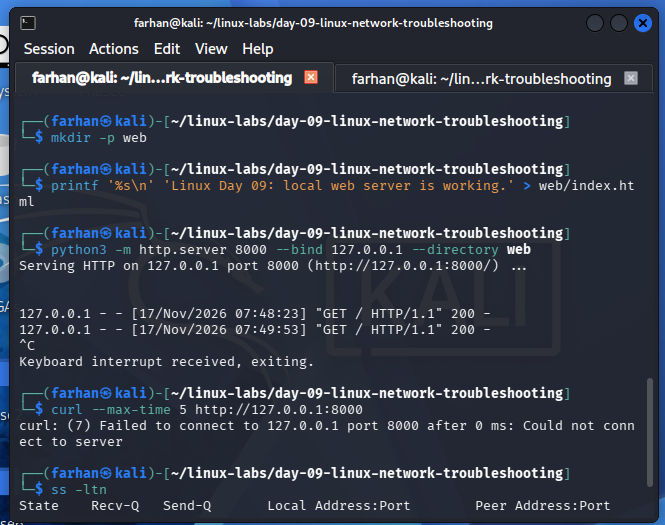 farhan@kali: ~/linux-labs/day-09-linux-network-troubleshooting
Session Actions Edit View Help
farhan@kali: ~/lin...rk-troubleshooting farhan@kali: ~/lin...rk-troubleshooting
┌──(farhan㉿kali)-[~/linux-labs/day-09-linux-network-troubleshooting]
└─$ mkdir -p web
┌──(farhan㉿kali)-[~/linux-labs/day-09-linux-network-troubleshooting]
└─$ printf '%s\n' 'Linux Day 09: local web server is working.' > web/index.ht
ml
┌──(farhan㉿kali)-[~/linux-labs/day-09-linux-network-troubleshooting]
└─$ python3 -m http.server 8000 --bind 127.0.0.1 --directory web
Serving HTTP on 127.0.0.1 port 8000 (http://127.0.0.1:8000/) ...
127.0.0.1 - - [17/Nov/2026 07:48:23] "GET / HTTP/1.1" 200 -
127.0.0.1 - - [17/Nov/2026 07:49:53] "GET / HTTP/1.1" 200 -
^C
Keyboard interrupt received, exiting.
┌──(farhan㉿kali)-[~/linux-labs/day-09-linux-network-troubleshooting]
└─$ curl --max-time 5 http://127.0.0.1:8000
curl: (7) Failed to connect to 127.0.0.1 port 8000 after 0 ms: Could not conn
ect to server
┌──(farhan㉿kali)-[~/linux-labs/day-09-linux-network-troubleshooting]
└─$ ss -ltn
State Recv-Q Send-Q Local Address:Port Peer Address:Port
KALI